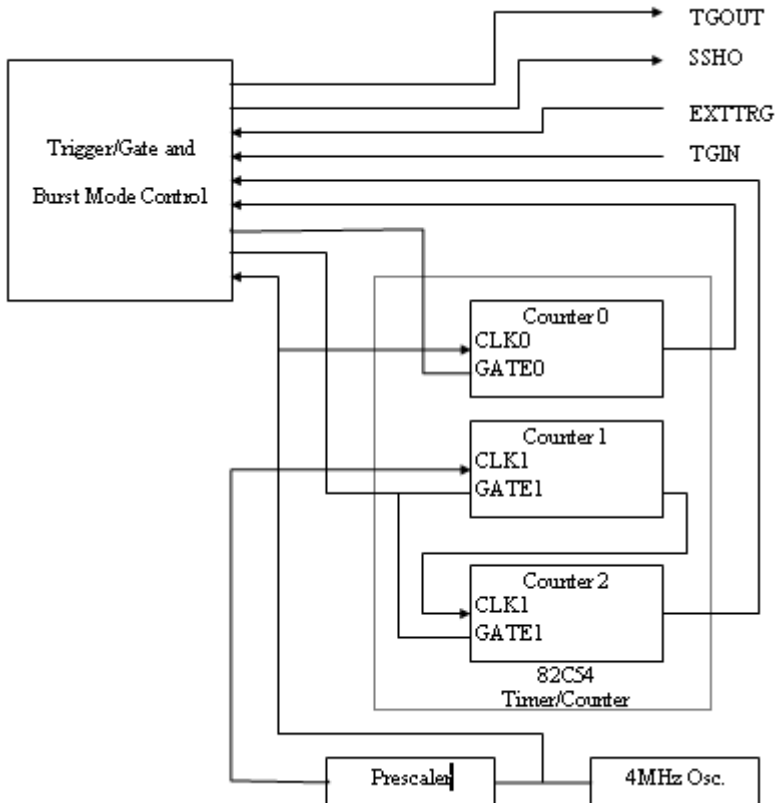 TGOUT
SSHO
EXTTRG
TGIN
Trigger/Gate and
Burst Mode Control
Counter 0
CLK0
GATE0
Counter 1
CLK1
GATE1
Counter 2
CLK1
GATE1
82C54
Timer/Counter
Prescaler
4MHz Osc.